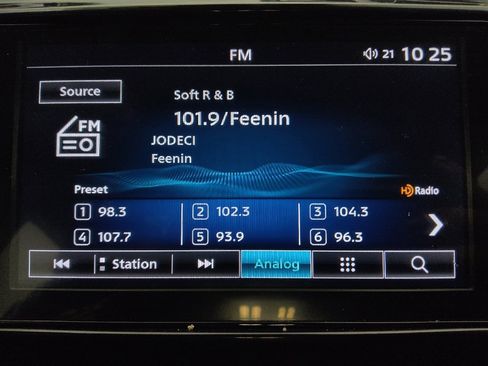 FM 21 10 25
Source
Soft R & B
101.9/Feenin
FM
JODECI
Feenin
Preset HD Radio
1 98.3 2 102.3 3 104.3
4 107.7 5 93.9 6 96.3
Station Analog